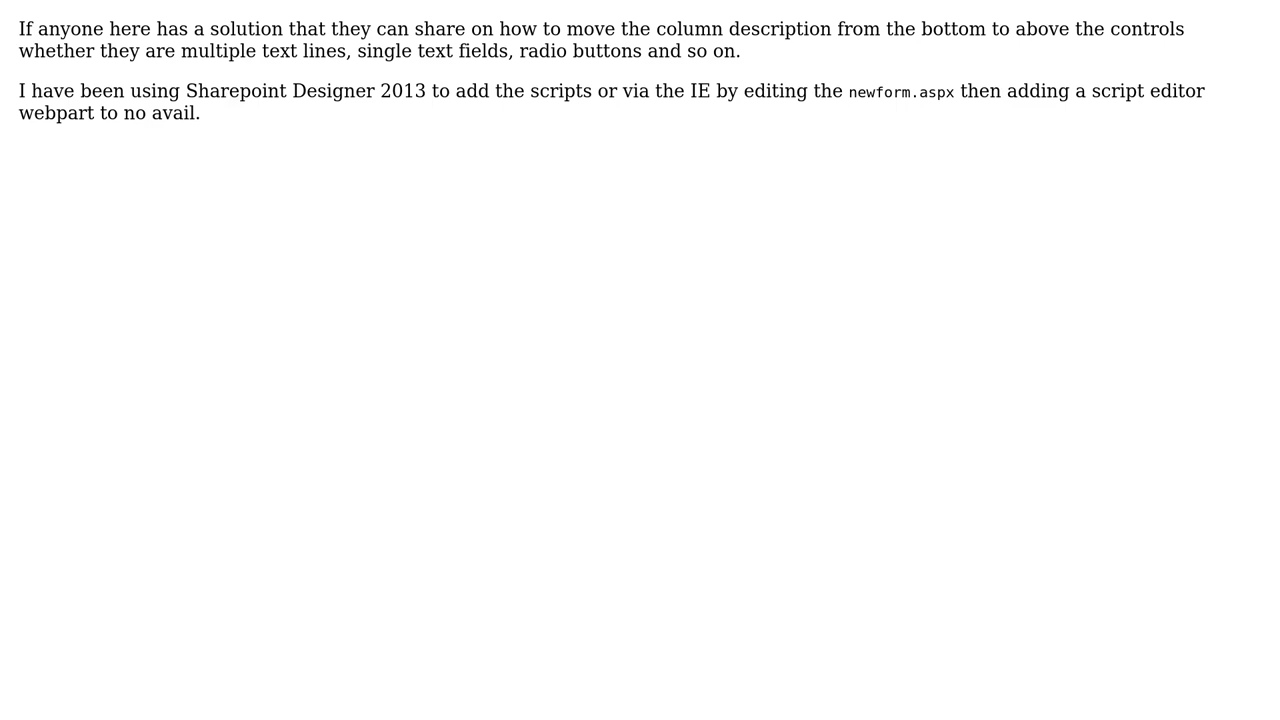 If anyone here has a solution that they can share on how to move the column description from the bottom to above the controls
whether they are multiple text lines, single text fields, radio buttons and so on.
I have been using Sharepoint Designer 2013 to add the scripts or via the IE by editing the newform.aspx then adding a script editor
webpart to no avail.